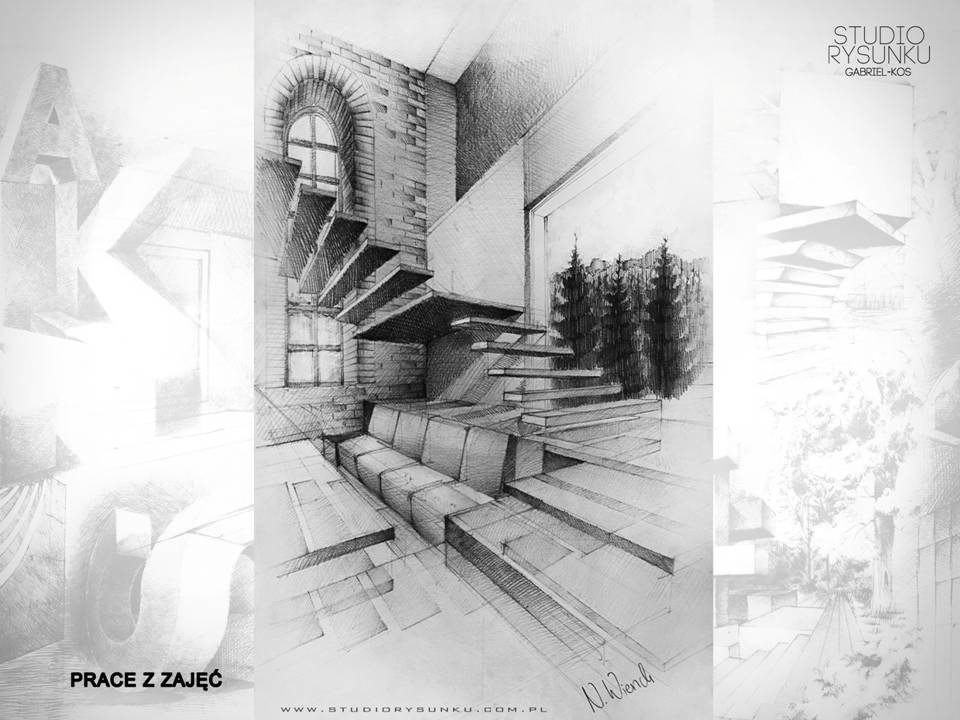 STUDIO
RYSUNKU
GABRIEL-KOS
PRACE Z ZAJĘĆ
WWW.STUDIORYSUNKU.COM.PL